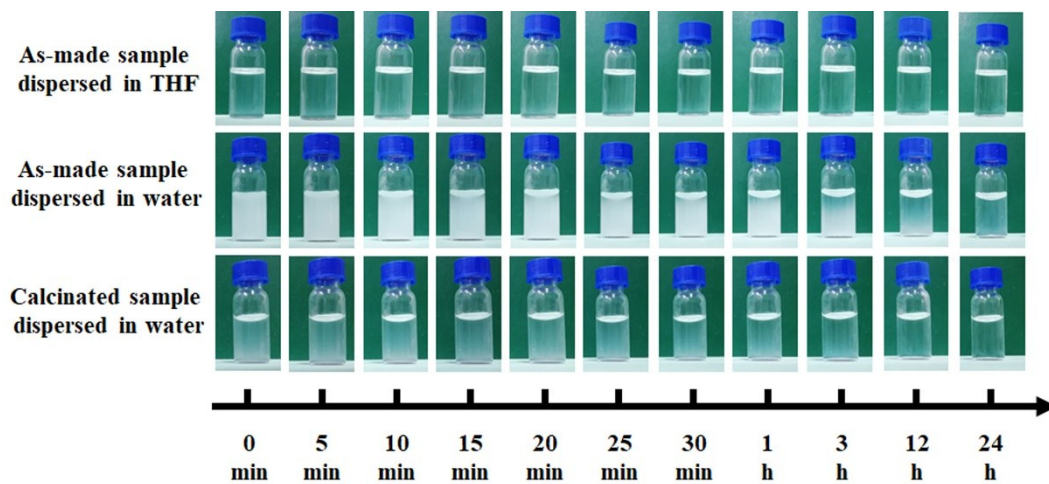 As-made sample
dispersed in THF
As-made sample
dispersed in water
Calcinated sample
dispersed in water
0 5 10 15 20 25 30 1 3 12 24
min min min min min min min h h h h